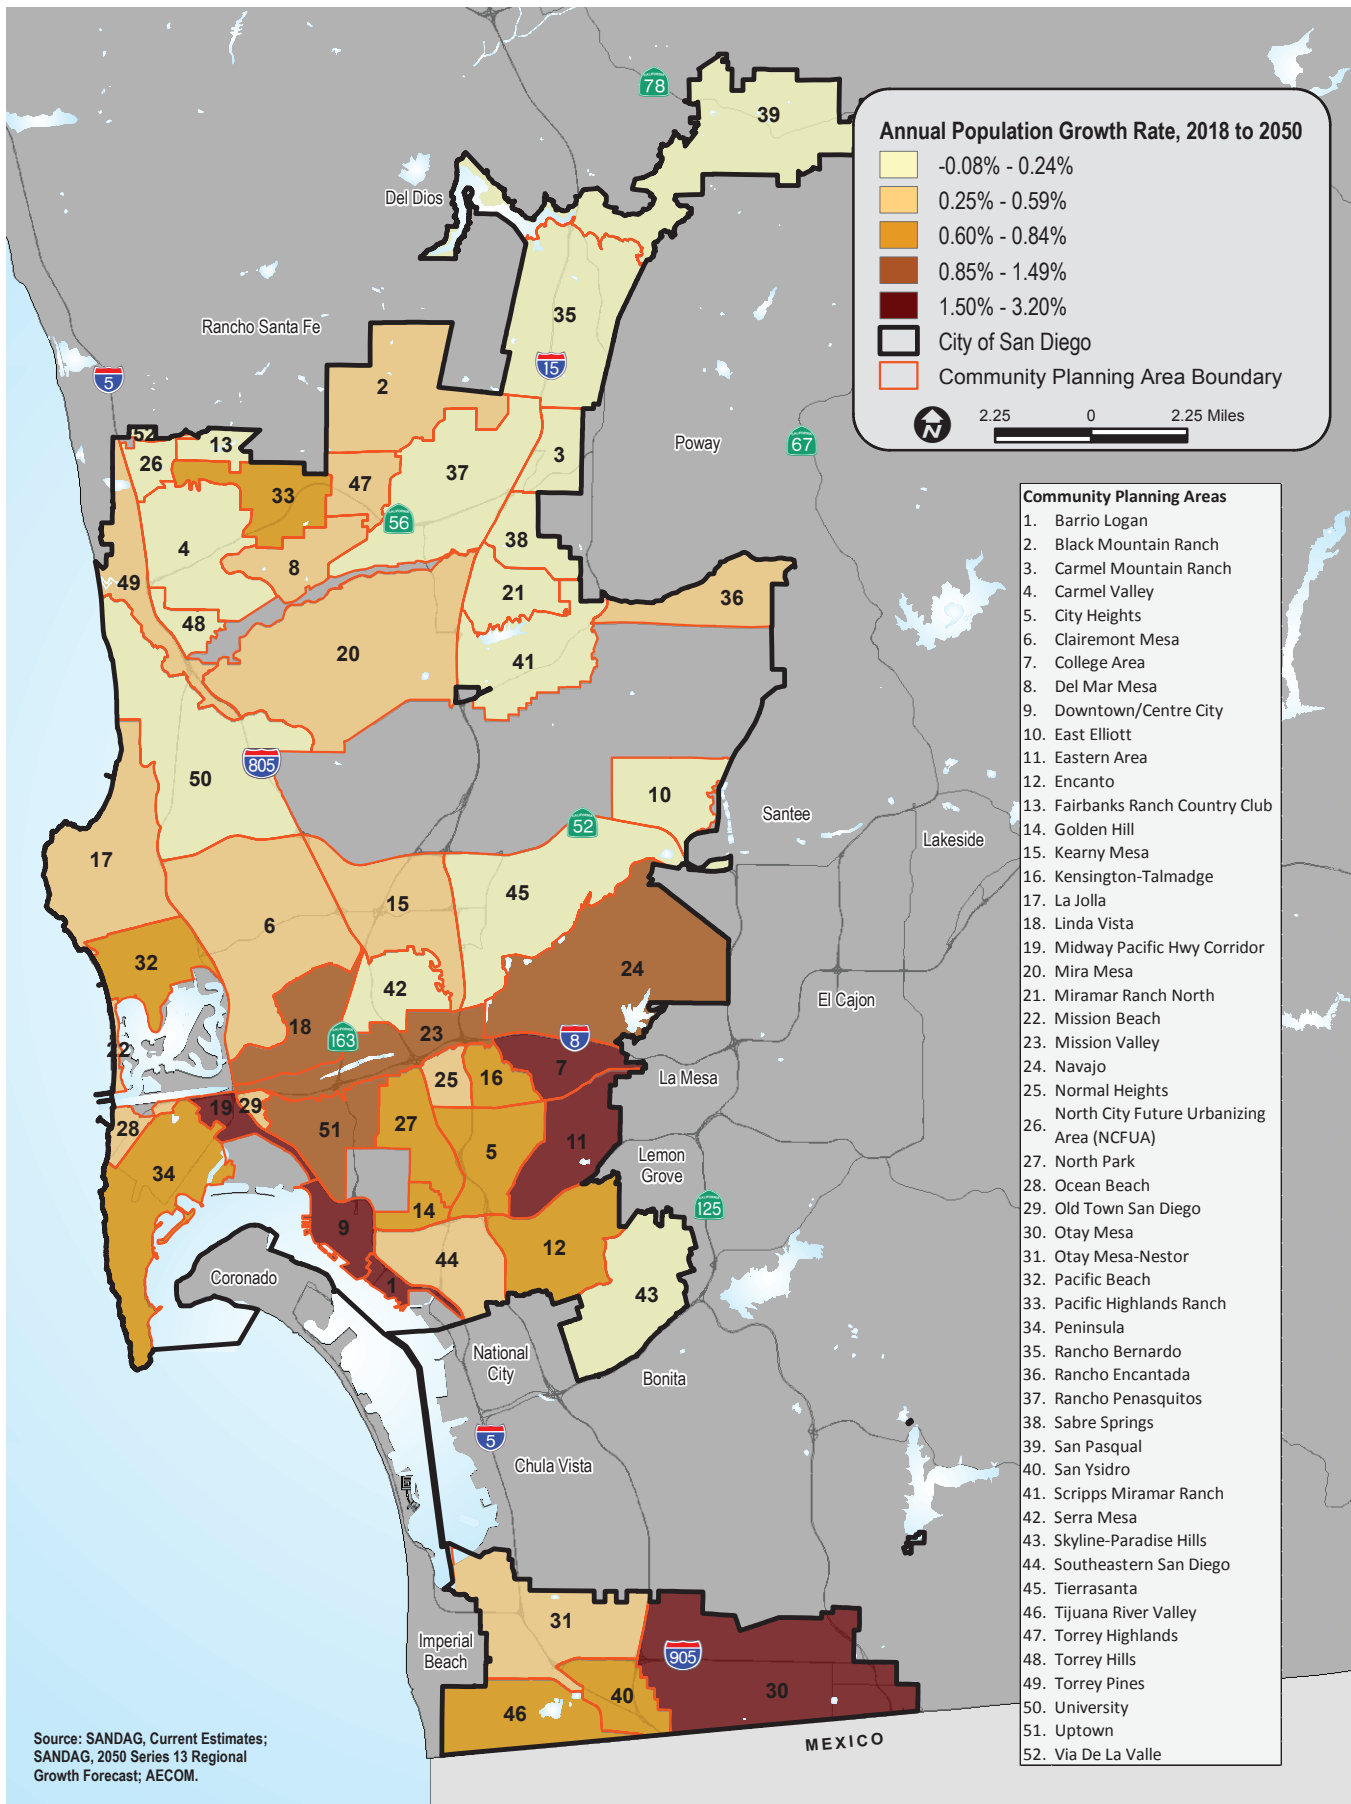 CALIFORNIA
78
39
Annual Population Growth Rate, 2018 to 2050
-0.08% - 0.24%
0.25% - 0.59%
0.60% - 0.84%
0.85% - 1.49%
1.50% - 3.20%
City of San Diego
Community Planning Area Boundary
N
2.25 0 2.25 Miles
Del Dios
Rancho Santa Fe
35
15
5
2
Poway
CALIFORNIA
67
52
13
26
3
37
47
33
CALIFORNIA
56
38
4
8
49
21
36
48
20
41
805
50
10
CALIFORNIA
52
Santee
Lakeside
17
45
15
6
32
24
42
El Cajon
18
CALIFORNIA
163
23
8
22
7
La Mesa
25
16
19
29
28
51
27
11
5
34
Lemon
Grove
CALIFORNIA
125
14
9
12
44
Coronado
1
43
National
City
Bonita
5
Chula Vista
31
Imperial
Beach
905
30
40
46
MEXICO
Community Planning Areas
1. Barrio Logan
2. Black Mountain Ranch
3. Carmel Mountain Ranch
4. Carmel Valley
5. City Heights
6. Clairemont Mesa
7. College Area
8. Del Mar Mesa
9. Downtown/Centre City
10. East Elliott
11. Eastern Area
12. Encanto
13. Fairbanks Ranch Country Club
14. Golden Hill
15. Kearny Mesa
16. Kensington-Talmadge
17. La Jolla
18. Linda Vista
19. Midway Pacific Hwy Corridor
20. Mira Mesa
21. Miramar Ranch North
22. Mission Beach
23. Mission Valley
24. Navajo
25. Normal Heights
26. North City Future Urbanizing
Area (NCFUA)
27. North Park
28. Ocean Beach
29. Old Town San Diego
30. Otay Mesa
31. Otay Mesa-Nestor
32. Pacific Beach
33. Pacific Highlands Ranch
34. Peninsula
35. Rancho Bernardo
36. Rancho Encantada
37. Rancho Penasquitos
38. Sabre Springs
39. San Pasqual
40. San Ysidro
41. Scripps Miramar Ranch
42. Serra Mesa
43. Skyline-Paradise Hills
44. Southeastern San Diego
45. Tierrasanta
46. Tijuana River Valley
47. Torrey Highlands
48. Torrey Hills
49. Torrey Pines
50. University
51. Uptown
52. Via De La Valle
Source: SANDAG, Current Estimates;
SANDAG, 2050 Series 13 Regional
Growth Forecast; AECOM.